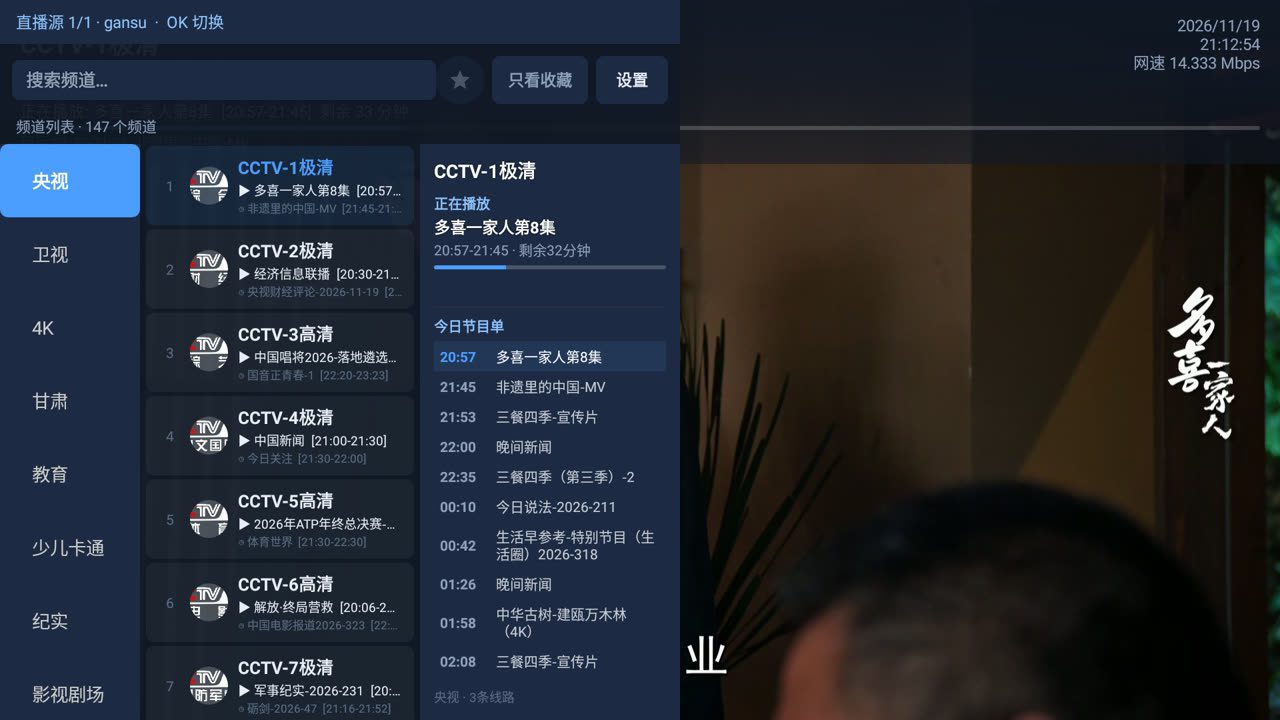 直播源 1/1 · gansu · OK 切换
搜索频道…
★
只看收藏
设置
频道列表 · 147 个频道
央视
卫视
4K
甘肃
教育
少儿卡通
纪实
影视剧场
1
CCTV-1极清
▶ 多喜一家人第8集 [20:57…
非遗里的中国-MV [21:45-21:…
2
CCTV-2极清
▶ 经济信息联播 [20:30-21…
央视财经评论-2026-11-19 [2…
3
CCTV-3高清
▶ 中国唱将2026-落地遴选…
国音正青春-1 [22:20-23:23]
4
CCTV-4极清
▶ 中国新闻 [21:00-21:30]
今日关注 [21:30-22:00]
5
CCTV-5高清
▶ 2026年ATP年终总决赛-…
体育世界 [21:30-22:30]
6
CCTV-6高清
▶ 解放·终局营救 [20:06-2…
中国电影报道2026-323 [22:…
7
CCTV-7极清
▶ 军事纪实-2026-231 [20:…
砺剑-2026-47 [21:16-21:52]
CCTV-1极清
正在播放
多喜一家人第8集
20:57-21:45 · 剩余32分钟
今日节目单
20:57 多喜一家人第8集
21:45 非遗里的中国-MV
21:53 三餐四季-宣传片
22:00 晚间新闻
22:35 三餐四季（第三季）-2
00:10 今日说法-2026-211
00:42 生活早参考-特别节目（生
活圈）2026-318
01:26 晚间新闻
01:58 中华古树-建瓯万木林
（4K）
02:08 三餐四季-宣传片
央视 · 3条线路
2026/11/19
21:12:54
网速 14.333 Mbps
多喜一家人
业